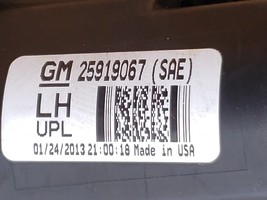 GM 25919067 (SAE)
LH
UPL
01/24/2013 21:00:18 Made in USA